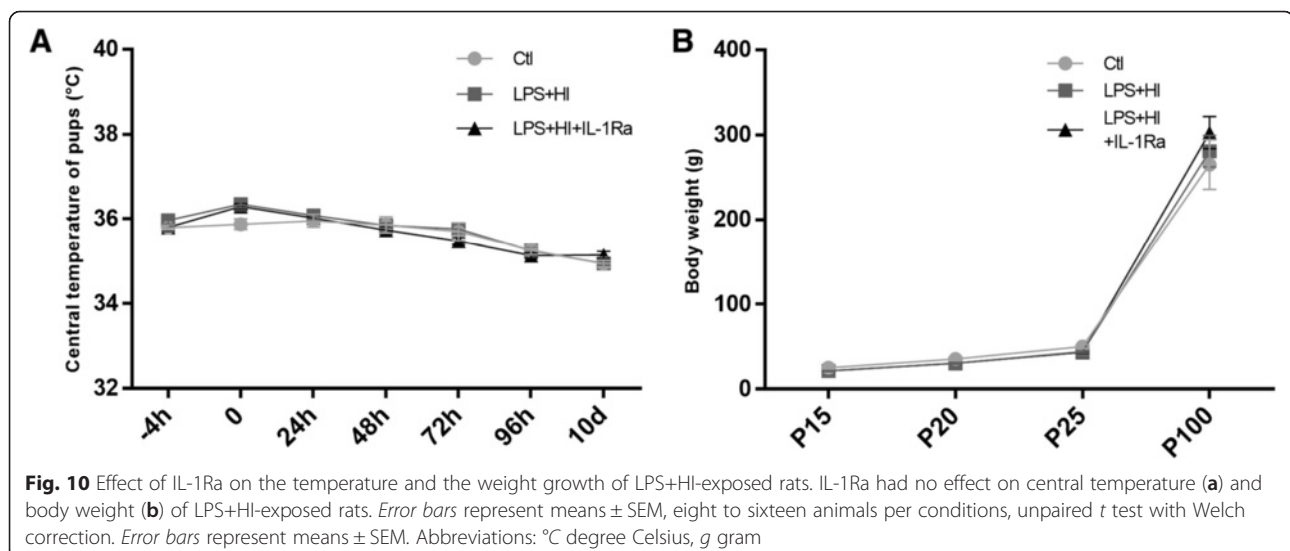 A
Central temperature of pups (°C)
40
38
36
34
32
Ctl
LPS+HI
LPS+HI+IL-1Ra
-4h
0
24h
48h
72h
96h
10d
B
Body weight (g)
400
300
200
100
0
Ctl
LPS+HI
LPS+HI
+IL-1Ra
P15
P20
P25
P100
Fig. 10 Effect of IL-1Ra on the temperature and the weight growth of LPS+HI-exposed rats. IL-1Ra had no effect on central temperature (a) and
body weight (b) of LPS+HI-exposed rats. Error bars represent means ± SEM, eight to sixteen animals per conditions, unpaired t test with Welch
correction. Error bars represent means ± SEM. Abbreviations: °C degree Celsius, g gram